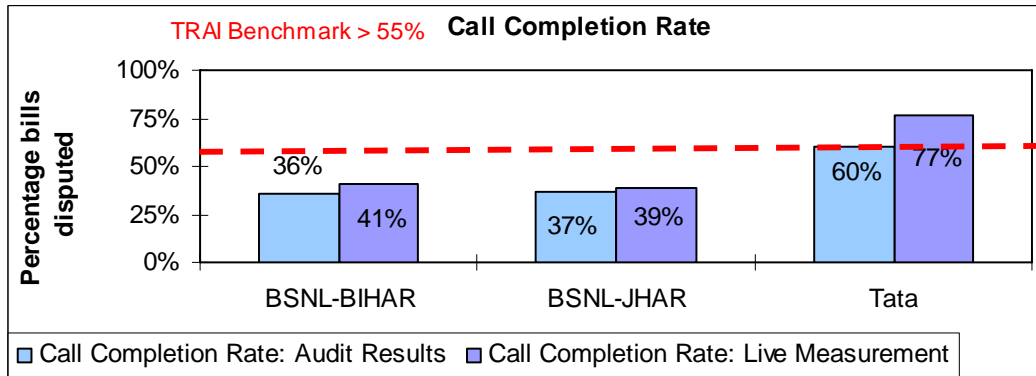 TRAI Benchmark > 55% Call Completion Rate
Percentage bills
disputed
100%
75%
50%
25%
0%
36%
41%
37%
39%
60%
77%
BSNL-BIHAR BSNL-JHAR Tata
Call Completion Rate: Audit Results Call Completion Rate: Live Measurement